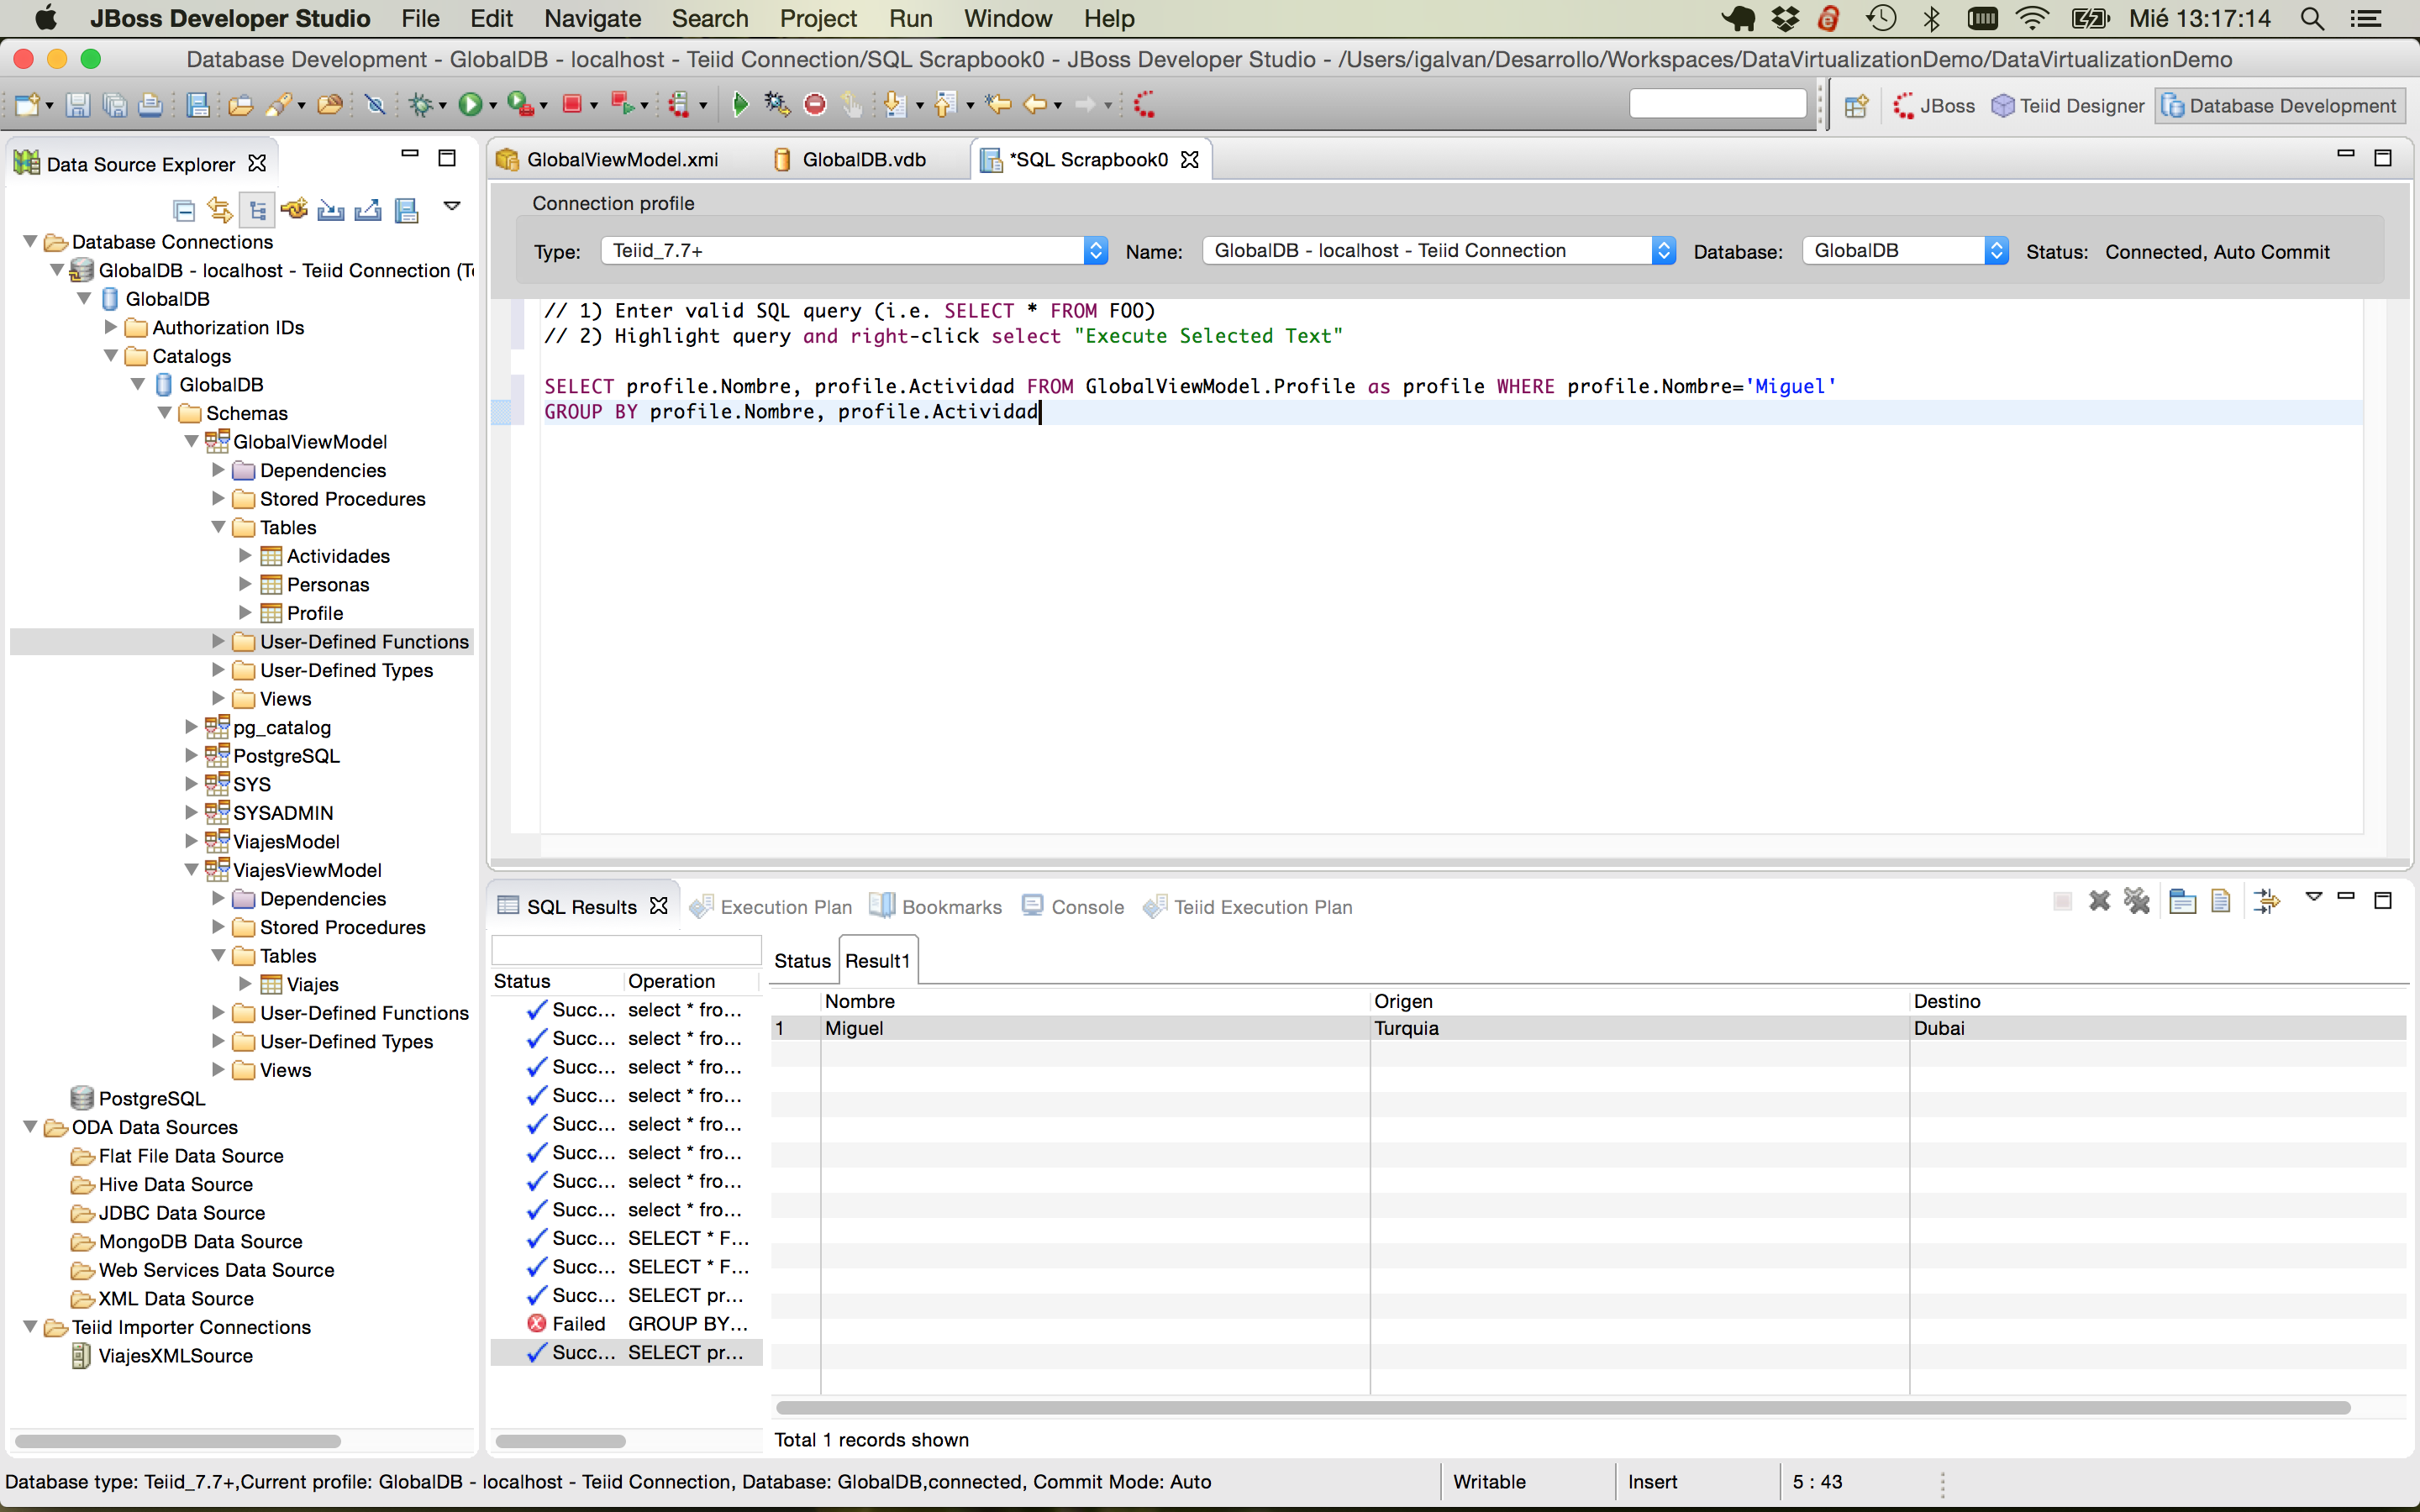 JBoss Developer Studio File Edit Navigate Search Project Run Window Help Mié 13:17:14
Database Development - GlobalDB - localhost - Teiid Connection/SQL Scrapbook0 - JBoss Developer Studio - /Users/igalvan/Desarrollo/Workspaces/DataVirtualizationDemo/DataVirtualizationDemo
JBoss Teiid Designer Database Development
Data Source Explorer
Database Connections
GlobalDB - localhost - Teiid Connection (Te
GlobalDB
Authorization IDs
Catalogs
GlobalDB
Schemas
GlobalViewModel
Dependencies
Stored Procedures
Tables
Actividades
Personas
Profile
User-Defined Functions
User-Defined Types
Views
pg_catalog
PostgreSQL
SYS
SYSADMIN
ViajesModel
ViajesViewModel
Dependencies
Stored Procedures
Tables
Viajes
User-Defined Functions
User-Defined Types
Views
PostgreSQL
ODA Data Sources
Flat File Data Source
Hive Data Source
JDBC Data Source
MongoDB Data Source
Web Services Data Source
XML Data Source
Teiid Importer Connections
ViajesXMLSource
GlobalViewModel.xmi GlobalDB.vdb *SQL Scrapbook0
Connection profile
Type: Teiid_7.7+ Name: GlobalDB - localhost - Teiid Connection Database: GlobalDB Status: Connected, Auto Commit
// 1) Enter valid SQL query (i.e. SELECT * FROM FOO)
// 2) Highlight query and right-click select "Execute Selected Text"
SELECT profile.Nombre, profile.Actividad FROM GlobalViewModel.Profile as profile WHERE profile.Nombre='Miguel'
GROUP BY profile.Nombre, profile.Actividad
SQL Results Execution Plan Bookmarks Console Teiid Execution Plan
Status Operation
Succ... select * fro...
Succ... select * fro...
Succ... select * fro...
Succ... select * fro...
Succ... select * fro...
Succ... select * fro...
Succ... select * fro...
Succ... select * fro...
Succ... SELECT * F...
Succ... SELECT * F...
Succ... SELECT pr...
Failed GROUP BY...
Succ... SELECT pr...
Status Result1
Nombre Origen Destino
1 Miguel Turquia Dubai
Total 1 records shown
Database type: Teiid_7.7+,Current profile: GlobalDB - localhost - Teiid Connection, Database: GlobalDB,connected, Commit Mode: Auto Writable Insert 5 : 43